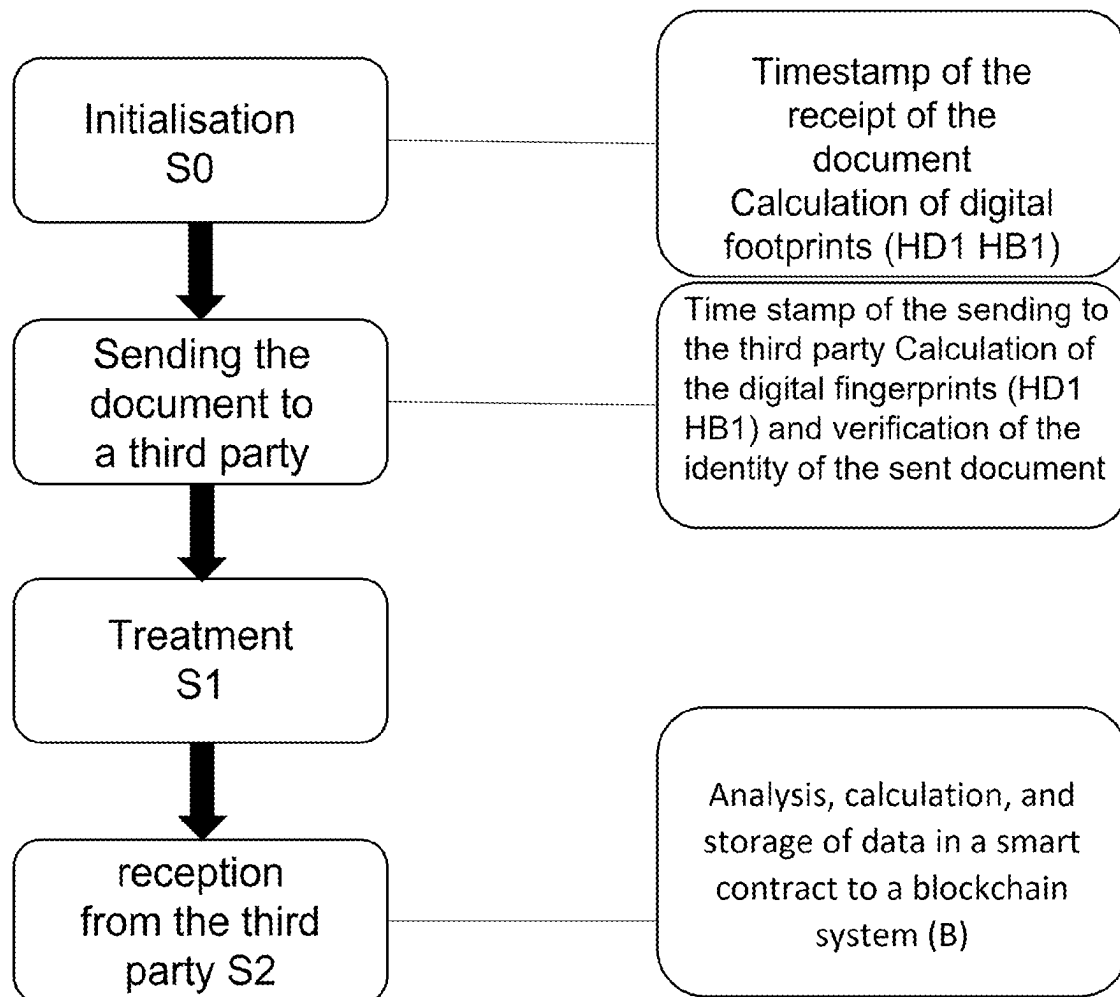 Initialisation
S0
Timestamp of the
receipt of the
document
Calculation of digital
footprints (HD1 HB1)
Sending the
document to
a third party
Time stamp of the sending to
the third party Calculation of
the digital fingerprints (HD1
HB1) and verification of the
identity of the sent document
Treatment
S1
reception
from the third
party S2
Analysis, calculation, and
storage of data in a smart
contract to a blockchain
system (B)